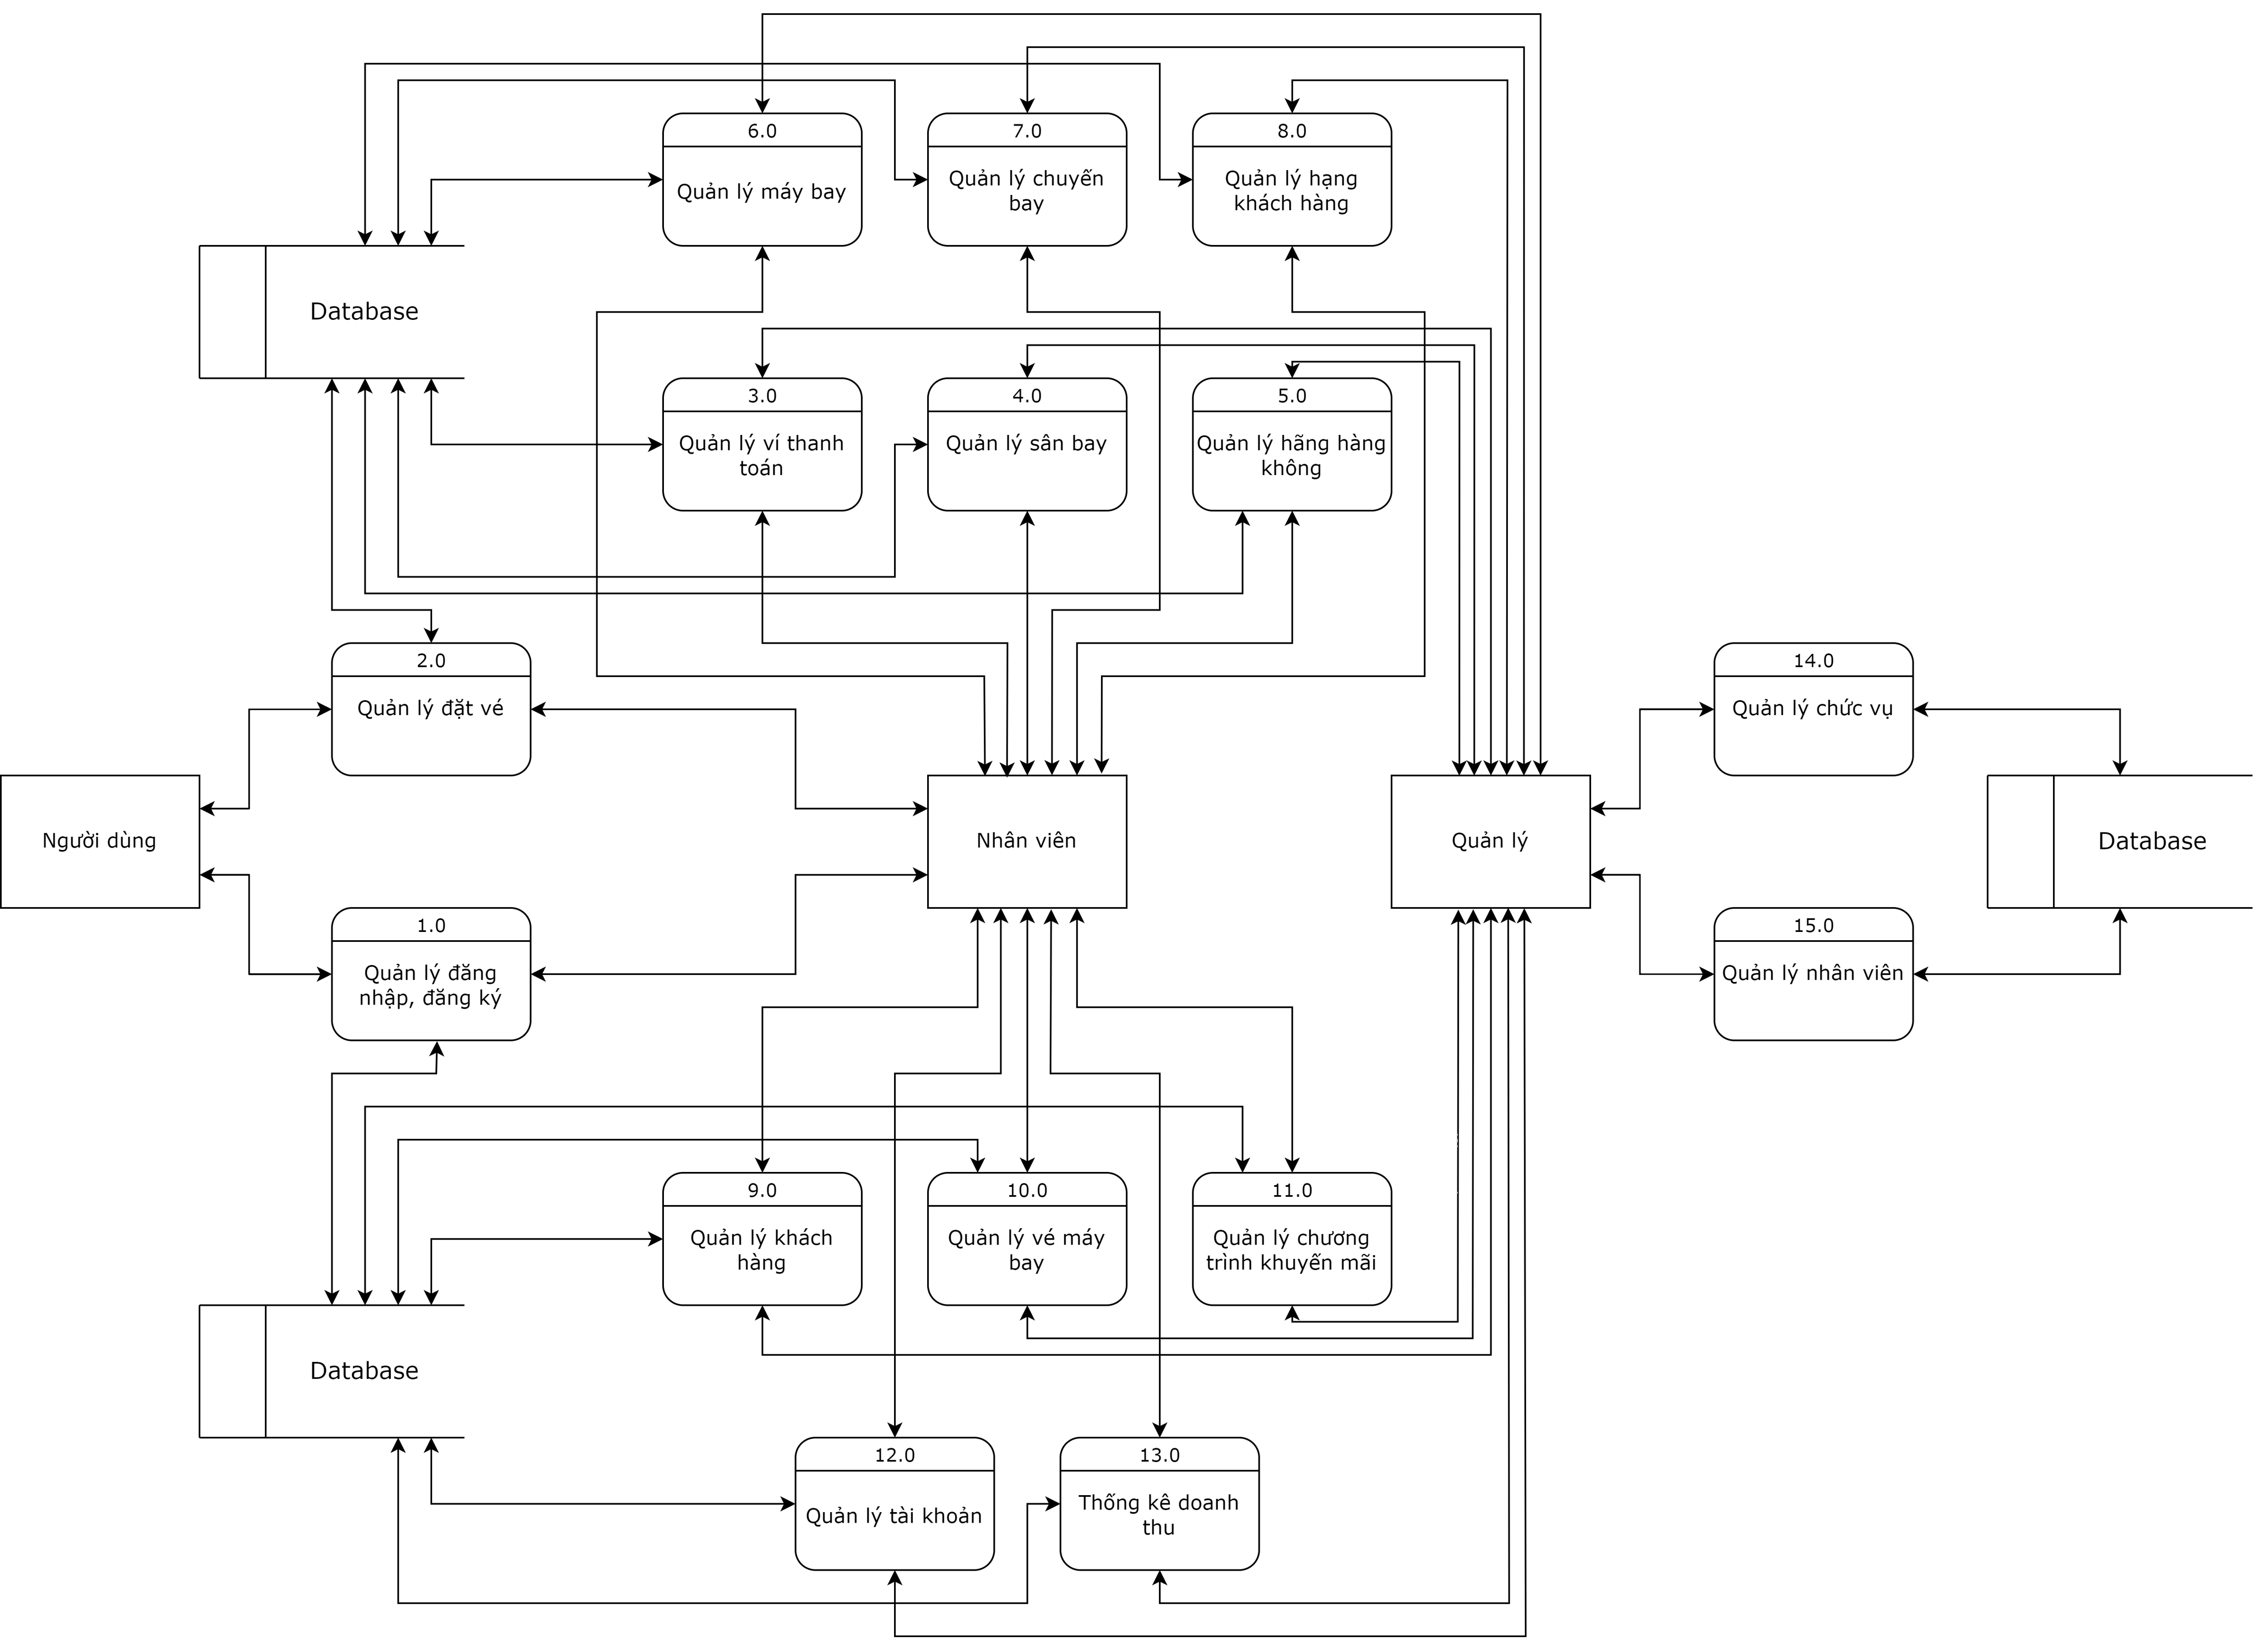 6.0
Quản lý máy bay
7.0
Quản lý chuyến
bay
8.0
Quản lý hạng
khách hàng
Database
3.0
Quản lý ví thanh
toán
4.0
Quản lý sân bay
5.0
Quản lý hãng hàng
không
2.0
Quản lý đặt vé
14.0
Quản lý chức vụ
Người dùng
Nhân viên
Quản lý
Database
1.0
Quản lý đăng
nhập, đăng ký
15.0
Quản lý nhân viên
9.0
Quản lý khách
hàng
10.0
Quản lý vé máy
bay
11.0
Quản lý chương
trình khuyến mãi
Database
12.0
Quản lý tài khoản
13.0
Thống kê doanh
thu